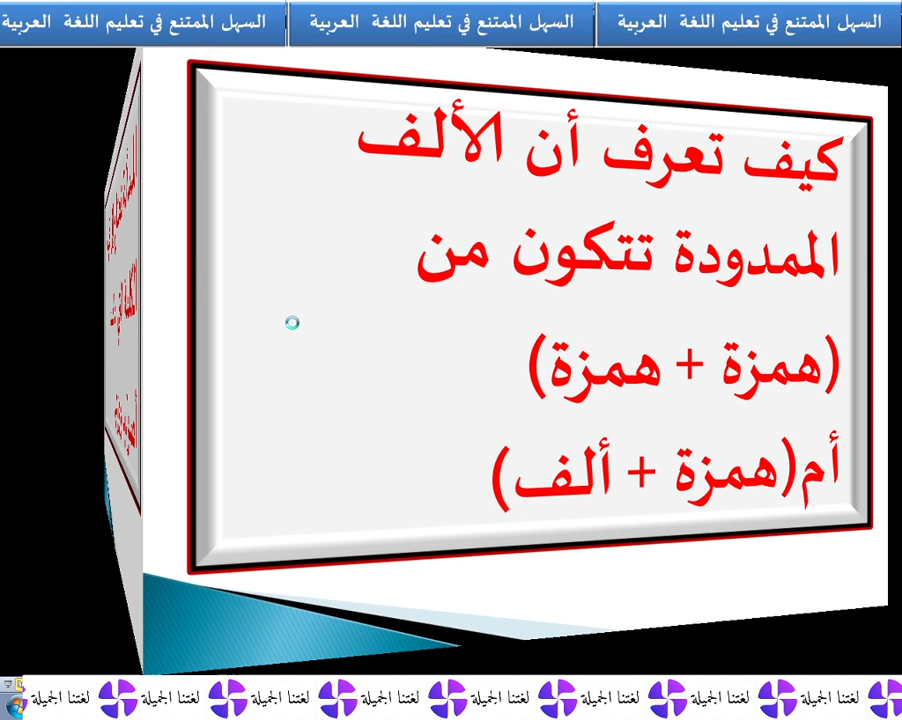 السهل الممتنع في تعليم اللغة العربية السهل الممتنع في تعليم اللغة العربية السهل الممتنع في تعليم اللغة العربية
كيف تعرف أن الألف
الممدودة تتكون من
(همزة + همزة)
أم(همزة + ألف)
لغتنا الجميلة لغتنا الجميلة لغتنا الجميلة لغتنا الجميلة لغتنا الجميلة لغتنا الجميلة لغتنا الجميلة لغتنا الجميلة